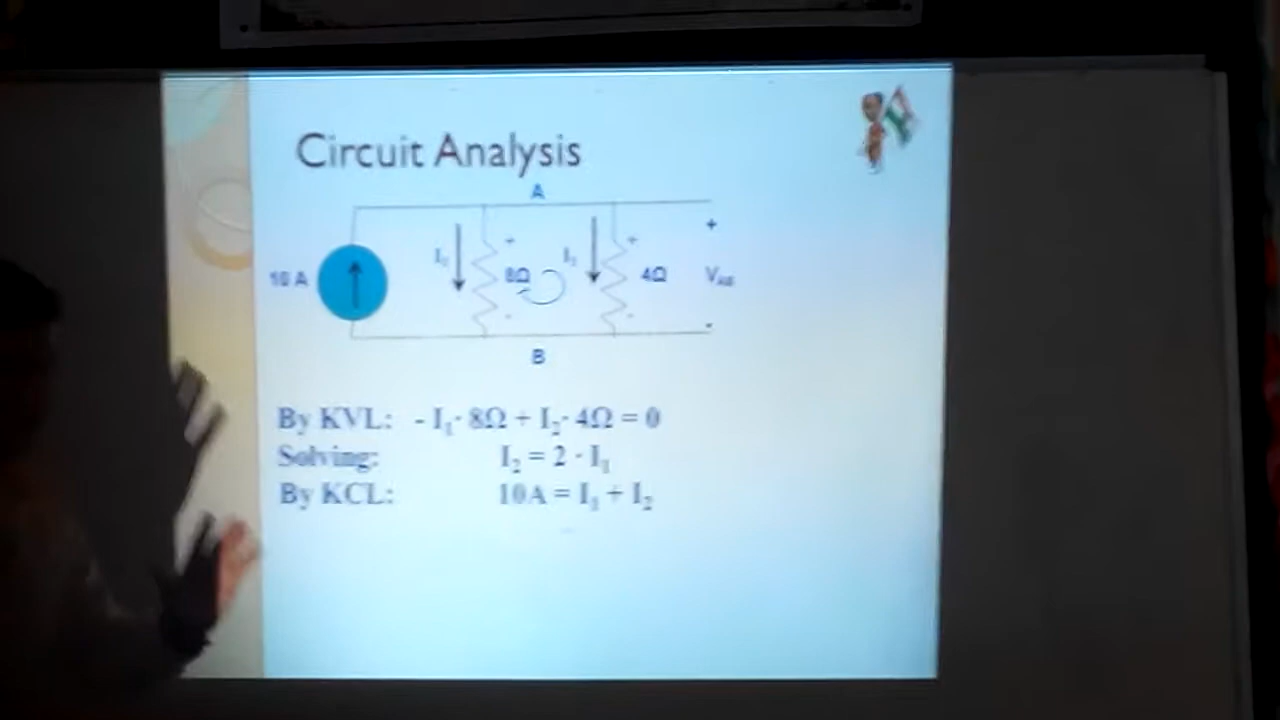 Circuit Analysis
A
10 A
I₁
+
8Ω
-
I₂
+
4Ω
-
+
V_AB
-
B
By KVL: - I₁· 8Ω + I₂· 4Ω = 0
Solving: I₂ = 2 · I₁
By KCL: 10A = I₁ + I₂